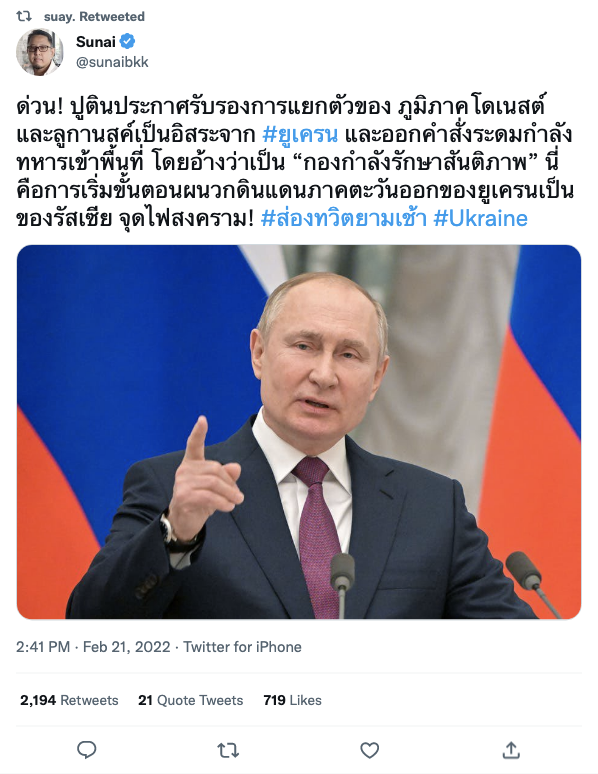 suay. Retweeted
Sunai
@sunaibkk
ด่วน! ปูตินประกาศรับรองการแยกตัวของ ภูมิภาคโดเนสต์
และลูกานสค์เป็นอิสระจาก #ยูเครน และออกคำสั่งระดมกำลัง
ทหารเข้าพื้นที่ โดยอ้างว่าเป็น “กองกำลังรักษาสันติภาพ” นี่
คือการเริ่มขั้นตอนผนวกดินแดนภาคตะวันออกของยูเครนเป็น
ของรัสเซีย จุดไฟสงคราม! #ส่องทวิตยามเช้า #Ukraine
2:41 PM · Feb 21, 2022 · Twitter for iPhone
2,194 Retweets 21 Quote Tweets 719 Likes